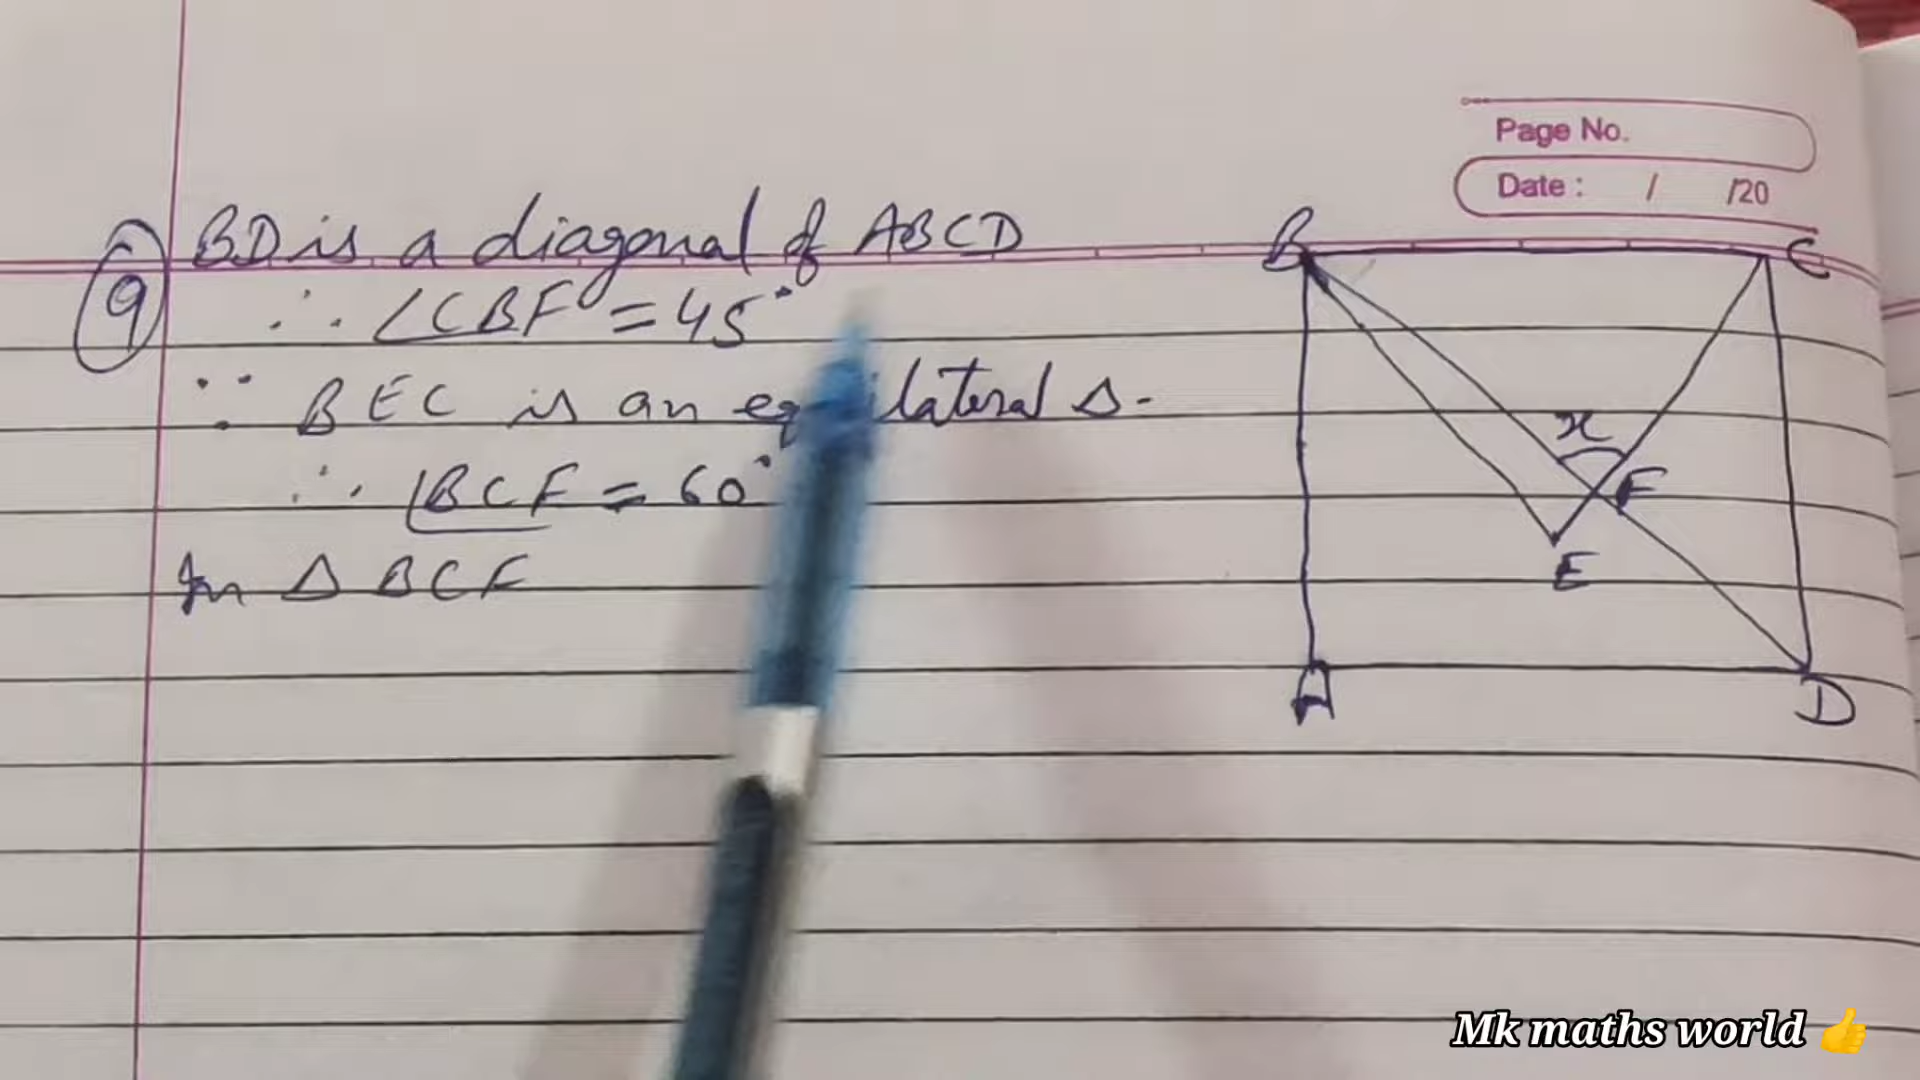 Page No.
Date : / /20
9 BD is a diagonal of ABCD
∴ ∠CBF = 45°
∵ BEC is an equilateral Δ.
∴ ∠BCF = 60°
In Δ BCF
B
C
x
F
E
A
D
Mk maths world 👍